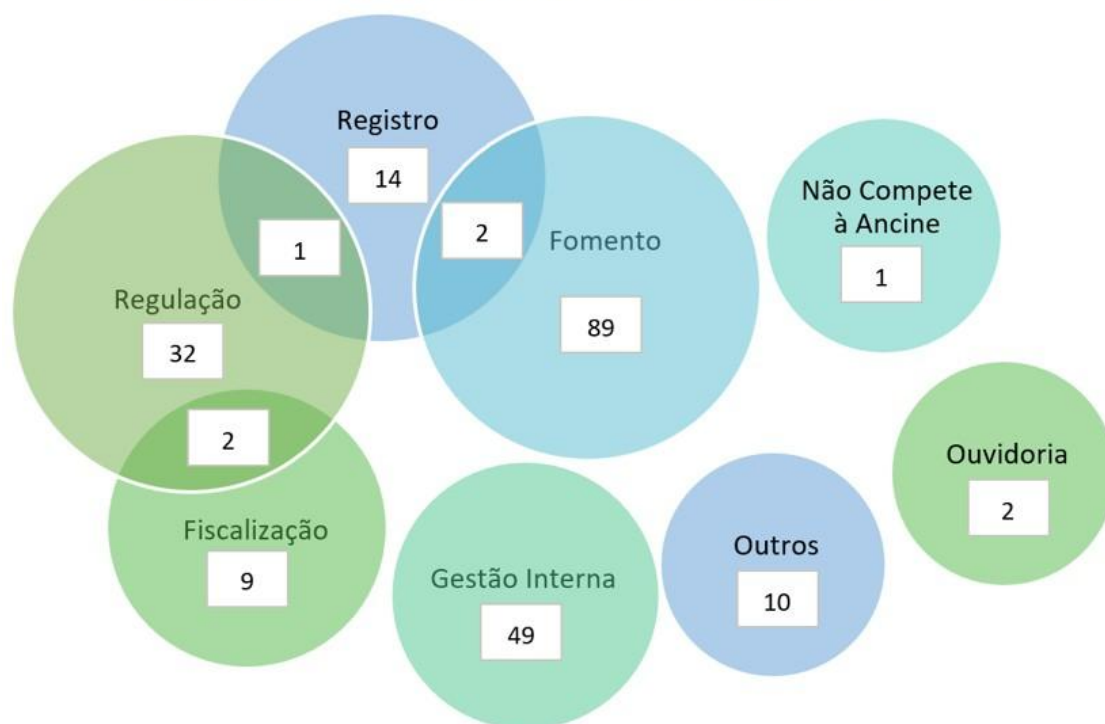 Registro
14
1
2
Fomento
89
Não Compete
à Ancine
1
Regulação
32
2
Fiscalização
9
Gestão Interna
49
Outros
10
Ouvidoria
2